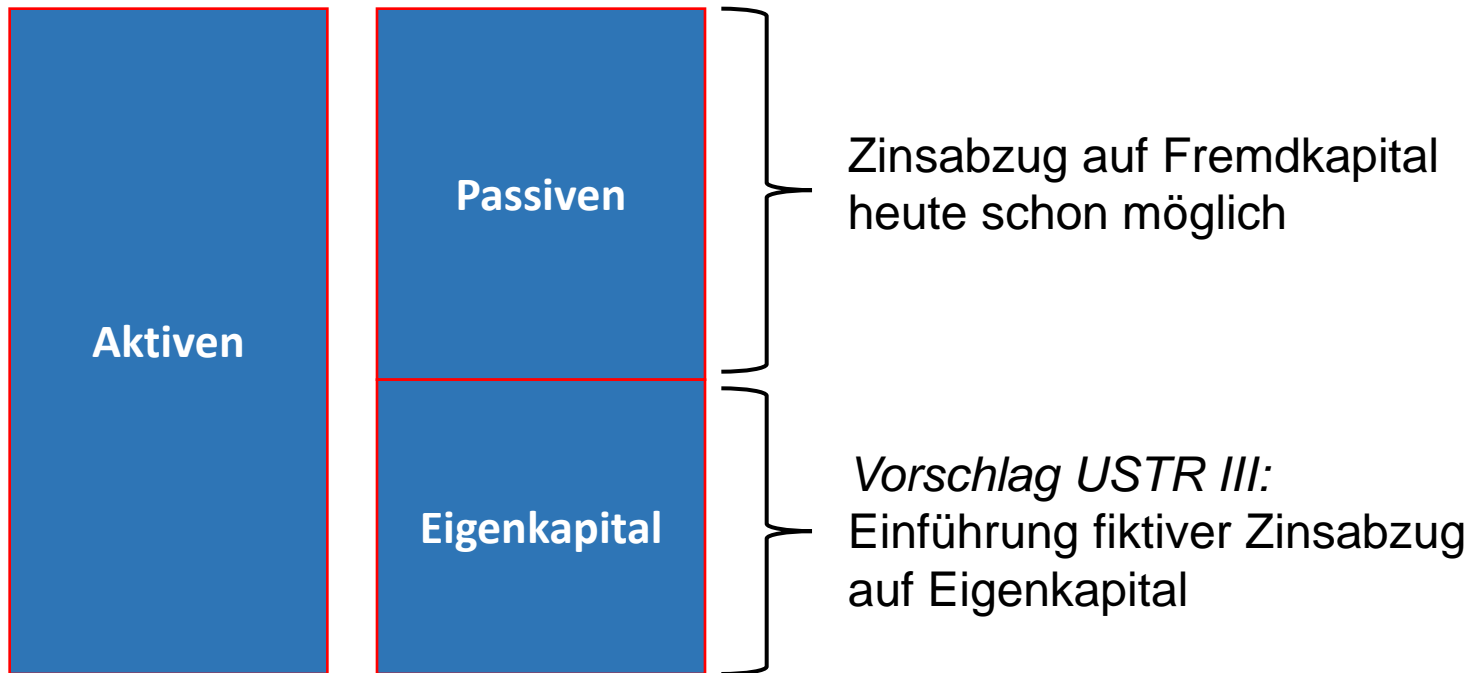 Aktiven
Passiven
Zinsabzug auf Fremdkapital
heute schon möglich
Eigenkapital
Vorschlag USTR III:
Einführung fiktiver Zinsabzug
auf Eigenkapital